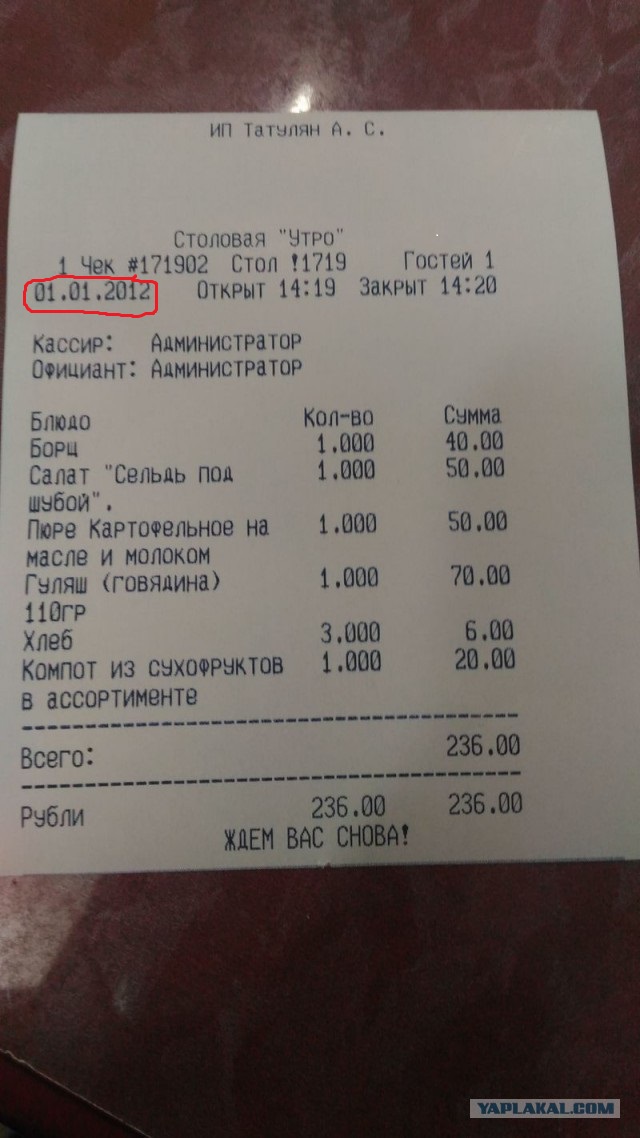 ИП Татулян А. С.
Столовая "Утро"
1 Чек #171902 Стол !1719 Гостей 1
01.01.2012 Открыт 14:19 Закрыт 14:20
Кассир: Администратор
Официант: Администратор
Блюдо Кол-во Сумма
Борщ 1.000 40.00
Салат "Сельдь под 1.000 50.00
шубой".
Пюре Картофельное на 1.000 50.00
масле и молоком
Гуляш (говядина) 1.000 70.00
110гр
Хлеб 3.000 6.00
Компот из сухофруктов 1.000 20.00
в ассортименте
Всего: 236.00
Рубли 236.00 236.00
ЖДЕМ ВАС СНОВА!
YAPLAKAL.COM